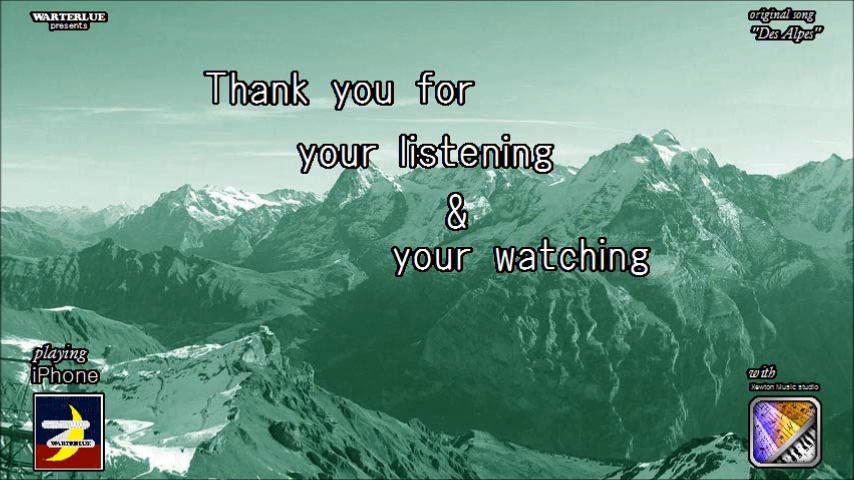 WARTERLUE
presents
original song
"Des Alpes"
Thank you for
your listening
&
your watching
playing
iPhone
WARTERLUE
with
Xewton Music studio